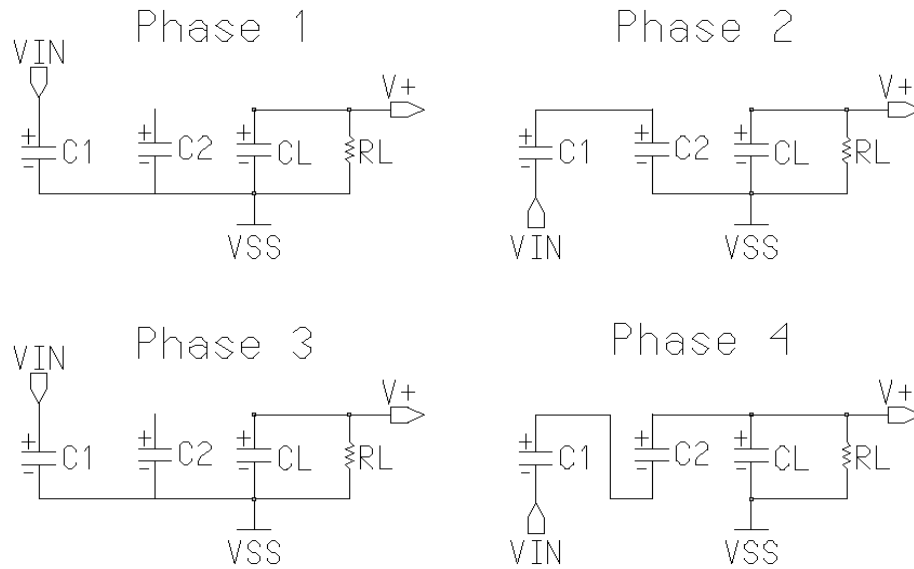 Phase 1
VIN
V+
+ C1
-
+ C2
-
+ CL
-
RL
VSS
Phase 2
V+
+ C1
-
+ C2
-
+ CL
-
RL
VIN
VSS
Phase 3
VIN
V+
+ C1
-
+ C2
-
+ CL
-
RL
VSS
Phase 4
V+
+ C1
-
+ C2
-
+ CL
-
RL
VIN
VSS